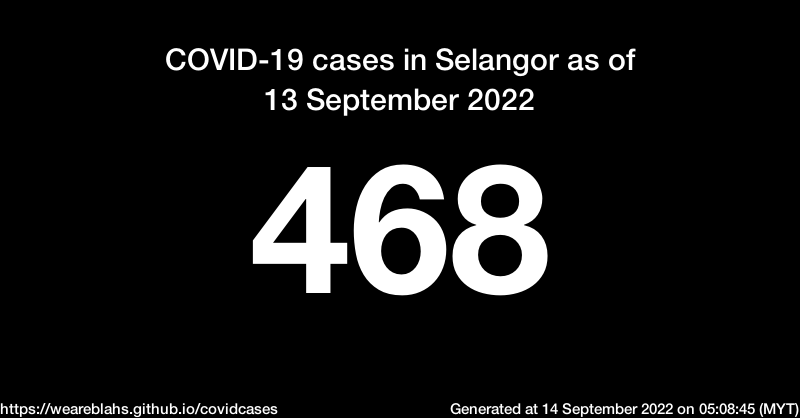 COVID-19 cases in Selangor as of
13 September 2022
468
https://weareblahs.github.io/covidcases
Generated at 14 September 2022 on 05:08:45 (MYT)